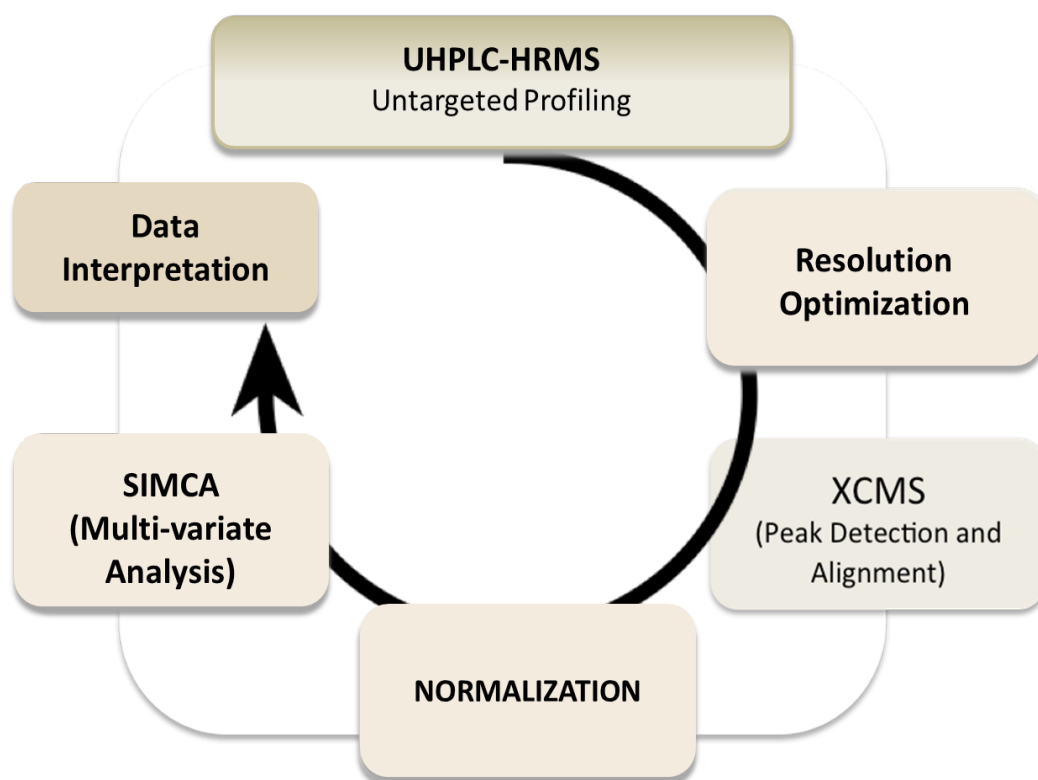 UHPLC-HRMS
Untargeted Profiling
Resolution
Optimization
XCMS
(Peak Detection and
Alignment)
NORMALIZATION
SIMCA
(Multi-variate
Analysis)
Data
Interpretation